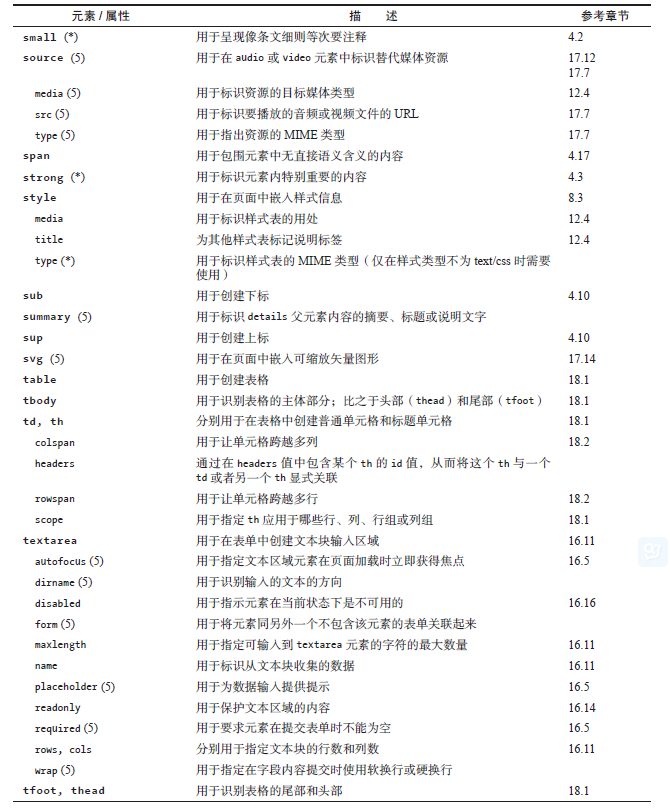 元素 / 属性 描 述 参考章节
small (*) 用于呈现像条文细则等次要注释 4.2
source (5) 用于在 audio 或 video 元素中标识替代媒体资源 17.12
17.7
media (5) 用于标识资源的目标媒体类型 12.4
src (5) 用于标识要播放的音频或视频文件的 URL 17.7
type (5) 用于指出资源的 MIME 类型 17.7
span 用于包围元素中无直接语义含义的内容 4.17
strong (*) 用于标识元素内特别重要的内容 4.3
style 用于在页面中嵌入样式信息 8.3
media 用于标识样式表的用处 12.4
title 为其他样式表标记说明标签 12.4
type (*) 用于标识样式表的 MIME 类型（仅在样式类型不为 text/css 时需要
使用）
sub 用于创建下标 4.10
summary (5) 用于标识 details 父元素内容的摘要、标题或说明文字
sup 用于创建上标 4.10
svg (5) 用于在页面中嵌入可缩放矢量图形 17.14
table 用于创建表格 18.1
tbody 用于识别表格的主体部分；比之于头部（thead）和尾部（tfoot） 18.1
td, th 分别用于在表格中创建普通单元格和标题单元格 18.1
colspan 用于让单元格跨越多列 18.2
headers 通过在 headers 值中包含某个 th 的 id 值，从而将这个 th 与一个
td 或者另一个 th 显式关联
rowspan 用于让单元格跨越多行 18.2
scope 用于指定 th 应用于哪些行、列、行组或列组 18.1
textarea 用于在表单中创建文本块输入区域 16.11
autofocus (5) 用于指定文本区域元素在页面加载时立即获得焦点 16.5
dirname (5) 用于识别输入的文本的方向
disabled 用于指示元素在当前状态下是不可用的 16.16
form (5) 用于将元素同另外一个不包含该元素的表单关联起来
maxlength 用于指定可输入到 textarea 元素的字符的最大数量 16.11
name 用于标识从文本块收集的数据 16.11
placeholder (5) 用于为数据输入提供提示 16.5
readonly 用于保护文本区域的内容 16.14
required (5) 用于要求元素在提交表单时不能为空 16.5
rows, cols 分别用于指定文本块的行数和列数 16.11
wrap (5) 用于指定在字段内容提交时使用软换行或硬换行
tfoot, thead 用于识别表格的尾部和头部 18.1